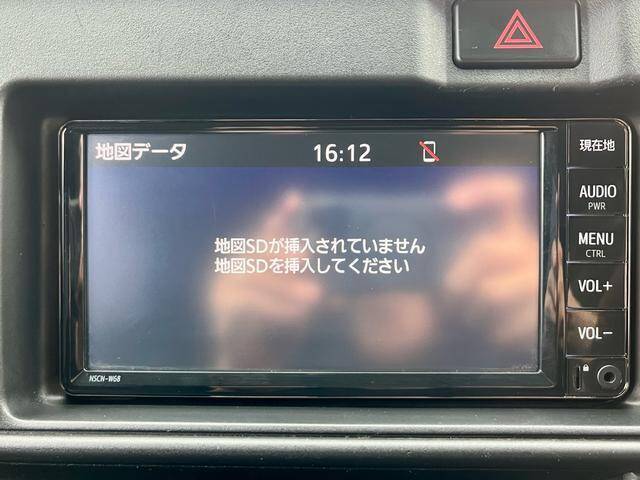 地図データ
16:12
地図SDが挿入されていません
地図SDを挿入してください
現在地
AUDIO
PWR
MENU
CTRL
VOL+
VOL-
NSCN-W68